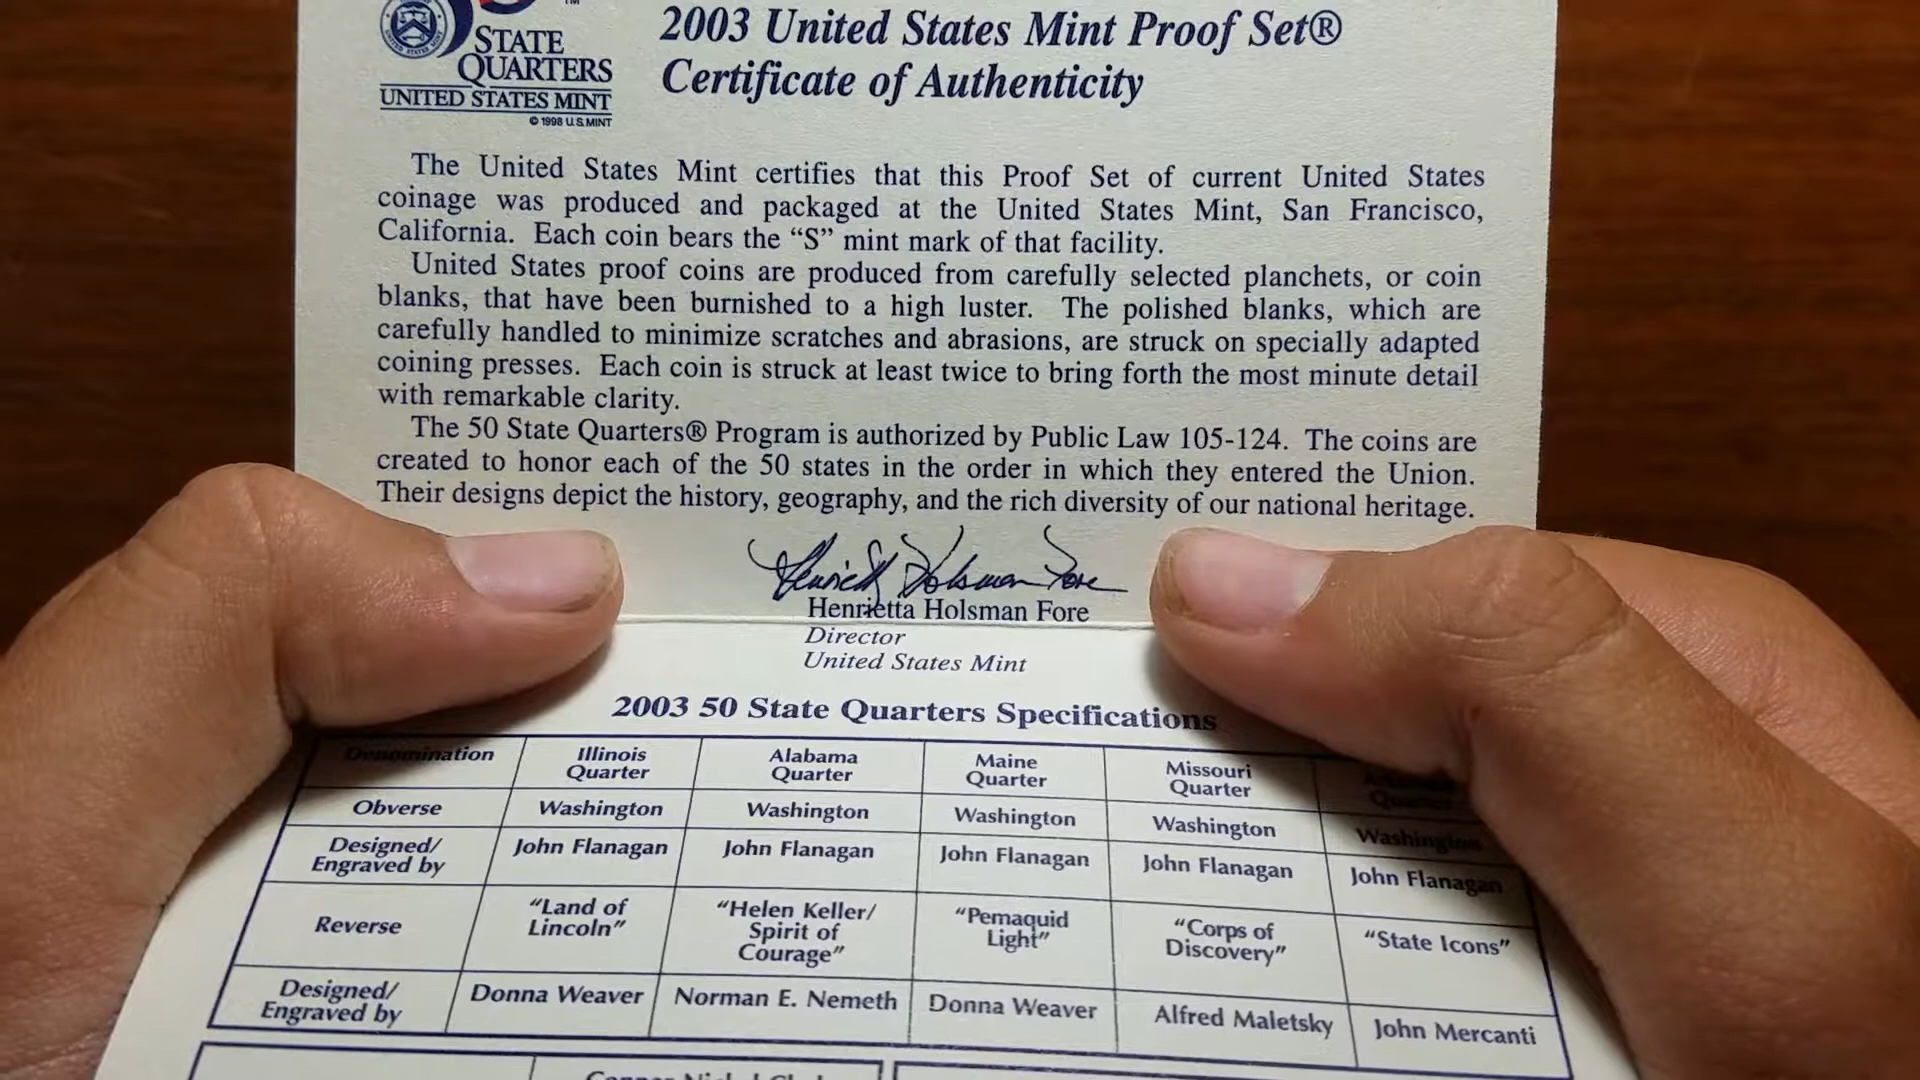 TM
STATE
QUARTERS
UNITED STATES MINT
© 1998 U.S. MINT
2003 United States Mint Proof Set®
Certificate of Authenticity
The United States Mint certifies that this Proof Set of current United States
coinage was produced and packaged at the United States Mint, San Francisco,
California. Each coin bears the “S” mint mark of that facility.
United States proof coins are produced from carefully selected planchets, or coin
blanks, that have been burnished to a high luster. The polished blanks, which are
carefully handled to minimize scratches and abrasions, are struck on specially adapted
coining presses. Each coin is struck at least twice to bring forth the most minute detail
with remarkable clarity.
The 50 State Quarters® Program is authorized by Public Law 105-124. The coins are
created to honor each of the 50 states in the order in which they entered the Union.
Their designs depict the history, geography, and the rich diversity of our national heritage.
Henrietta Holsman Fore
Henrietta Holsman Fore
Director
United States Mint
2003 50 State Quarters Specifications
Denomination Illinois Quarter Alabama Quarter Maine Quarter Missouri Quarter Quarter
Obverse Washington Washington Washington Washington Washington
Designed/ Engraved by John Flanagan John Flanagan John Flanagan John Flanagan John Flanagan
Reverse “Land of Lincoln” “Helen Keller/ Spirit of Courage” “Pemaquid Light” “Corps of Discovery” “State Icons”
Designed/ Engraved by Donna Weaver Norman E. Nemeth Donna Weaver Alfred Maletsky John Mercanti